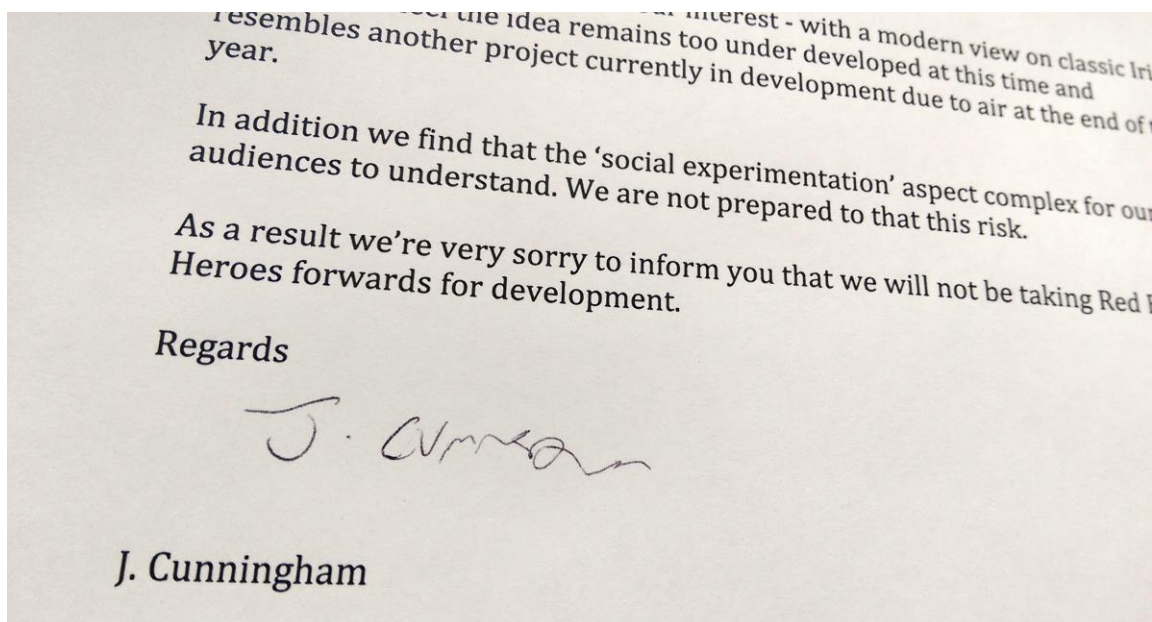 interest - with a modern view on classic
the idea remains too under developed at this time and
resembles another project currently in development due to air at the end of
year.
In addition we find that the ‘social experimentation’ aspect complex for our
audiences to understand. We are not prepared to that this risk.
As a result we’re very sorry to inform you that we will not be taking Red
Heroes forwards for development.
Regards
J. Cunningham